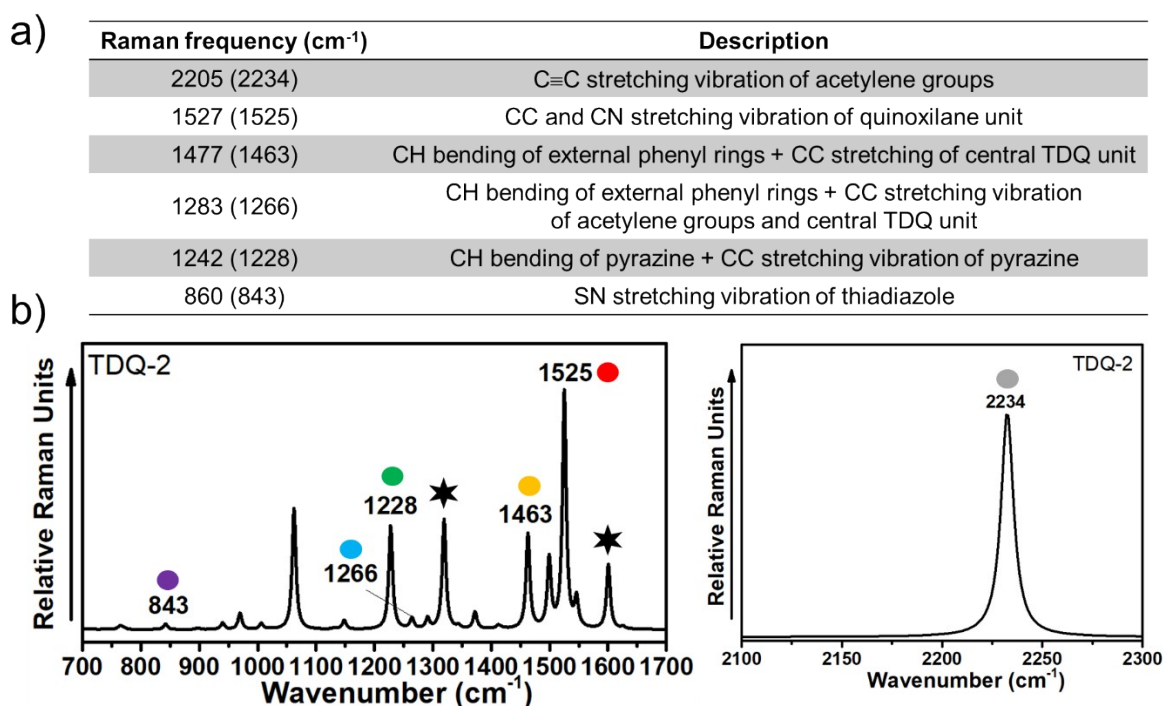 a)
Raman frequency (cm-1) Description
2205 (2234) C≡C stretching vibration of acetylene groups
1527 (1525) CC and CN stretching vibration of quinoxilane unit
1477 (1463) CH bending of external phenyl rings + CC stretching of central TDQ unit
1283 (1266) CH bending of external phenyl rings + CC stretching vibration
of acetylene groups and central TDQ unit
1242 (1228) CH bending of pyrazine + CC stretching vibration of pyrazine
860 (843) SN stretching vibration of thiadiazole
b)
TDQ-2
Relative Raman Units
843
1266
1228
1463
1525
700 800 900 1000 1100 1200 1300 1400 1500 1600 1700
Wavenumber (cm-1)
TDQ-2
Relative Raman Units
2234
2100 2150 2200 2250 2300
Wavenumber (cm-1)